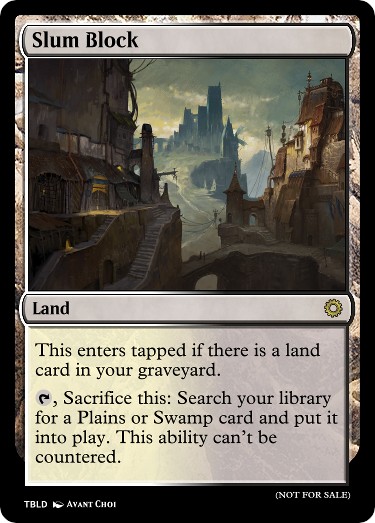 Slum Block
Land
This enters tapped if there is a land
card in your graveyard.
, Sacrifice this: Search your library
for a Plains or Swamp card and put it
into play. This ability can't be
countered.
TBLD Avant Choi
(NOT FOR SALE)